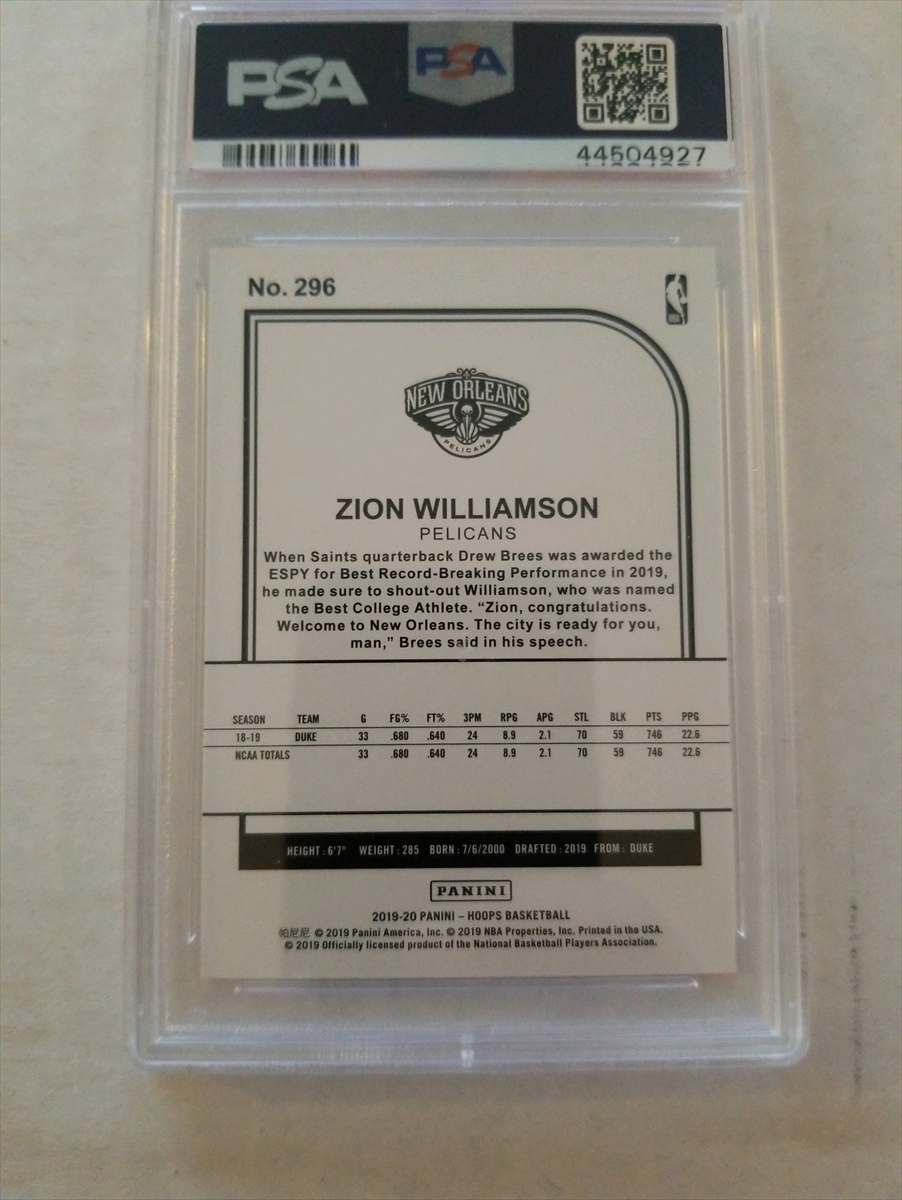 PSA
PSA
44504927
No. 296
NEW ORLEANS
PELICANS
ZION WILLIAMSON
PELICANS
When Saints quarterback Drew Brees was awarded the
ESPY for Best Record-Breaking Performance in 2019,
he made sure to shout-out Williamson, who was named
the Best College Athlete. “Zion, congratulations.
Welcome to New Orleans. The city is ready for you,
man,” Brees said in his speech.
SEASON TEAM G FG% FT% 3PM RPG APG STL BLK PTS PPG
18-19 DUKE 33 .680 .640 24 8.9 2.1 70 59 746 22.6
NCAA TOTALS 33 .680 .640 24 8.9 2.1 70 59 746 22.6
HEIGHT: 6'7" WEIGHT: 285 BORN: 7/6/2000 DRAFTED: 2019 FROM: DUKE
PANINI
2019-20 PANINI – HOOPS BASKETBALL
帕尼尼 © 2019 Panini America, Inc. © 2019 NBA Properties, Inc. Printed in the USA.
© 2019 Officially licensed product of the National Basketball Players Association.